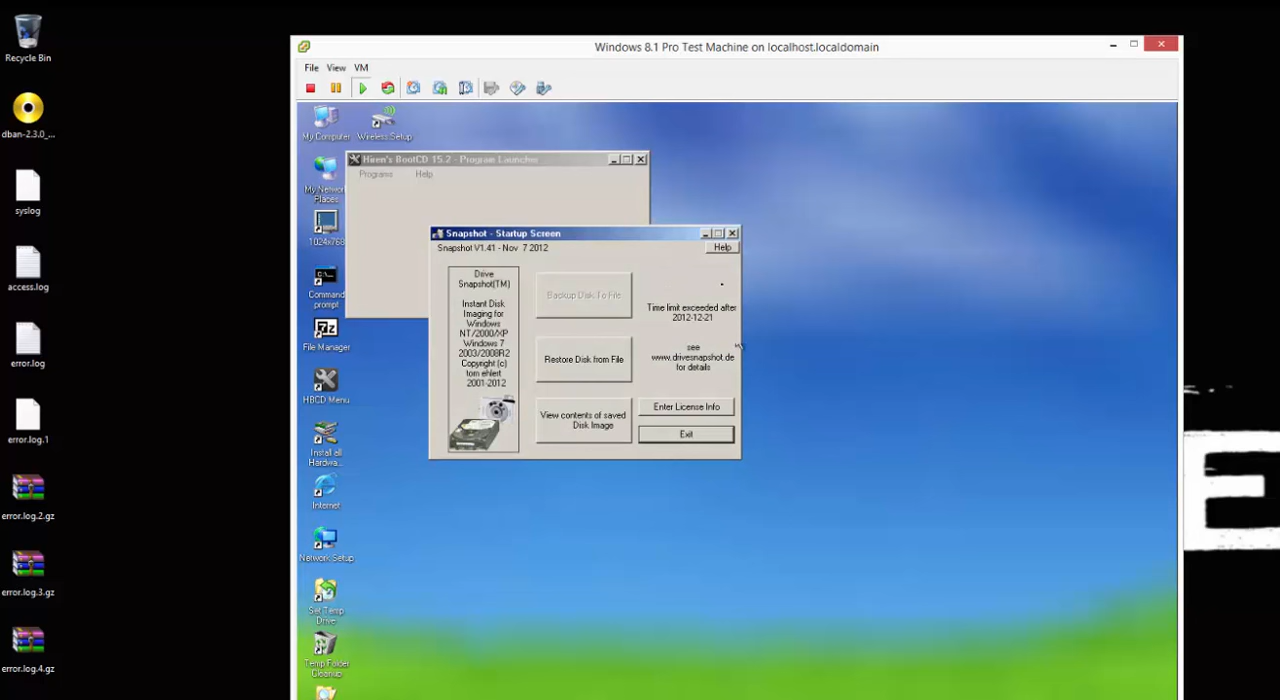 Recycle Bin
dban-2.3.0_...
syslog
access.log
error.log
error.log.1
error.log.2.gz
error.log.3.gz
error.log.4.gz
Windows 8.1 Pro Test Machine on localhost.localdomain
File View VM
My Computer
Wireless Setup
My Network
Places
1024x768
Command
prompt
File Manager
HBCD Menu
Install all
Hardwa...
Internet
Network Setup
Set Temp
Drive
Temp Folder
Cleanup
Hiren's BootCD 15.2 - Program Launcher
Programs Help
Snapshot - Startup Screen
Snapshot V1.41 - Nov 7 2012
Help
Drive
Snapshot(TM)
Instant Disk
Imaging for
Windows
NT/2000/XP
Windows 7
2003/2008R2
Copyright (c)
tom ehlert
2001-2012
Backup Disk To File
Restore Disk from File
View contents of saved
Disk Image
Time limit exceeded after
2012-12-21
see
www.drivesnapshot.de
for details
Enter License Info
Exit
E